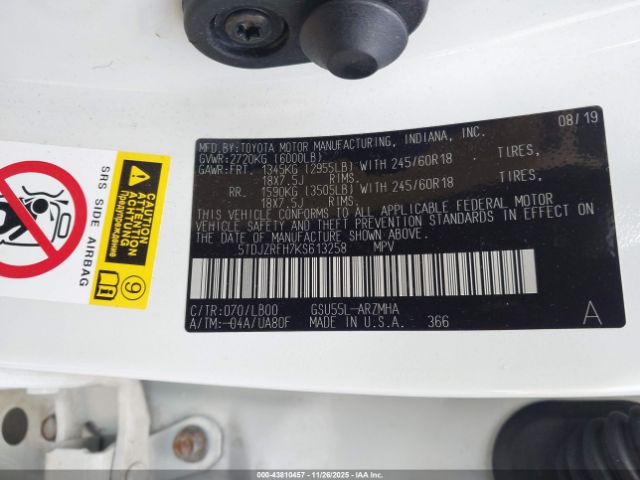 08/19
MFD.BY:TOYOTA MOTOR MANUFACTURING, INDIANA, INC.
GVWR:2720KG (6000LB)
GAWR:FRT. 1345KG (2955LB) WITH 245/60R18 TIRES,
18X7.5J RIMS.
RR. 1590KG (3505LB) WITH 245/60R18 TIRES,
18X7.5J RIMS.
THIS VEHICLE CONFORMS TO ALL APPLICABLE FEDERAL MOTOR
VEHICLE SAFETY AND THEFT PREVENTION STANDARDS IN EFFECT
ON THE DATE OF MANUFACTURE SHOWN ABOVE.
5TDJZRFH7KS613258 MPV
C/TR:070/LB00 GSU55L-ARZMHA
A/TM:-04A/UA80F MADE IN U.S.A. 366
A
SRS SIDE AIRBAG
Предупреждение
9
000-43810457 | 11/26/2025 | IAAI.COM